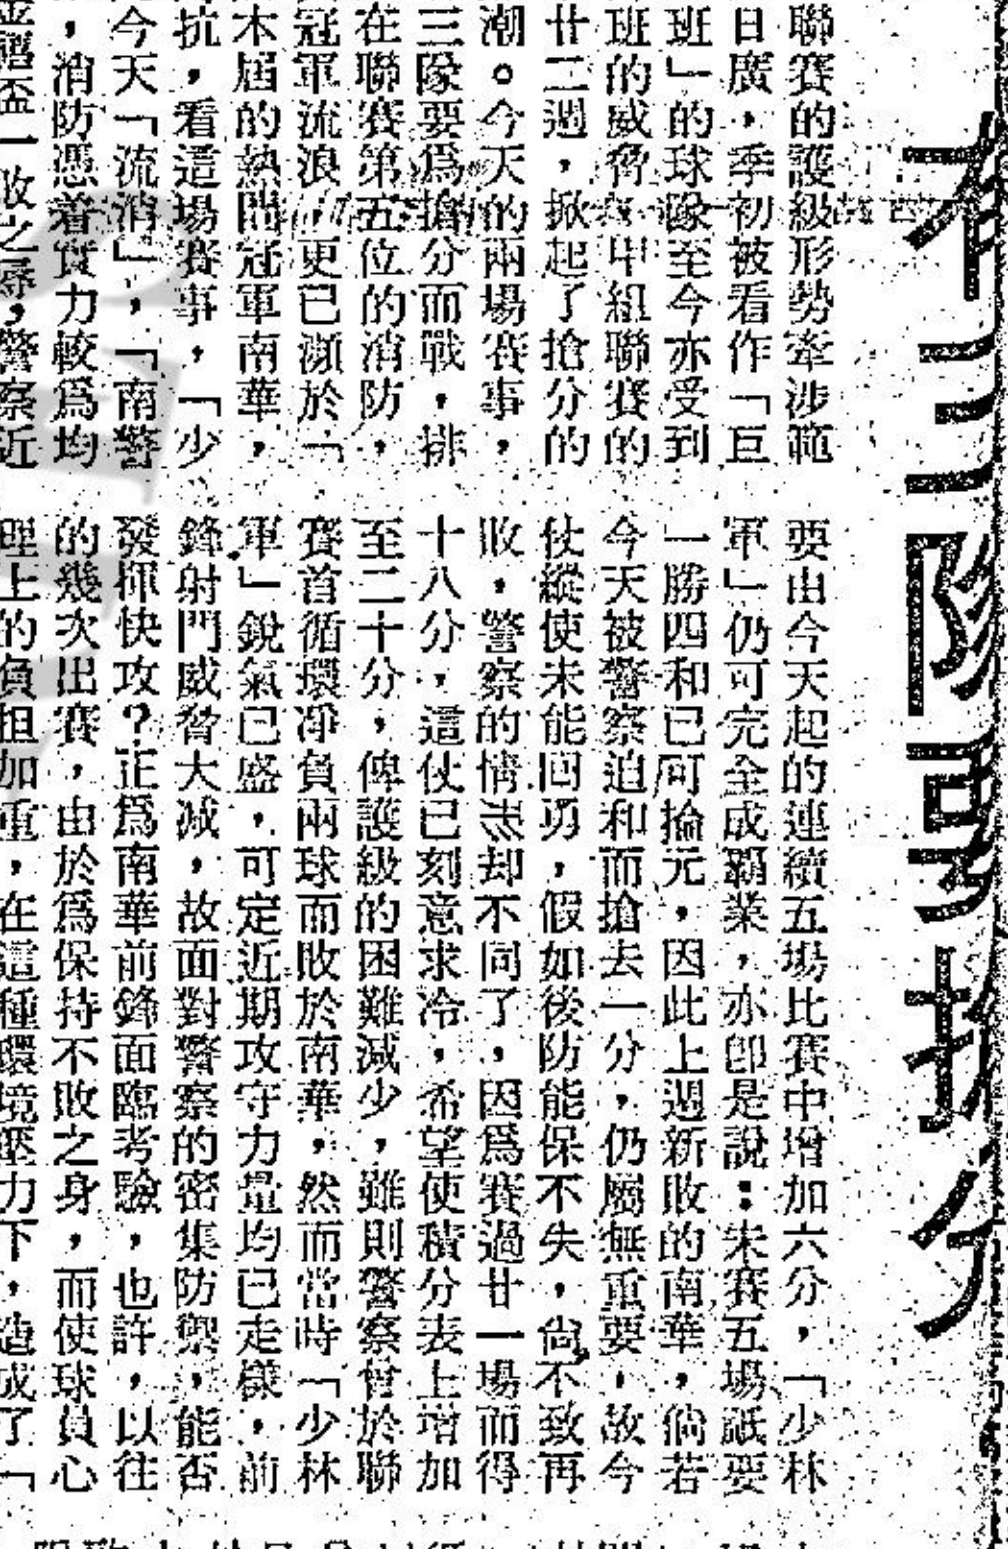 有三隊要搶分
聯賽的護級形勢牽涉範
日廣，季初被看作「巨
班」的球隊至今亦受到
班的威脅，甲組聯賽的
廿二週，掀起了搶分的
潮。今天的兩場賽事，
三隊要爲搶分而戰，排
在聯賽第五位的消防，
冠軍流浪，更已瀕於「
本屆的熱門冠軍南華，
抗，看這場賽事，「少
今天「流消」，「南警
，消防憑着實力較爲均
盃一敗之辱，警察近
要由今天起的連續五場比賽中增加六分，「少林
軍」仍可完全成霸業，亦即是說：未賽五場祇要
一勝四和已可掄元，因此上週新敗的南華，倘若
今天被警察迫和而搶去一分，仍屬無重要，故今
仗縱使未能回勇，假如後防能保不失，尙不致再
敗，警察的情況却不同了，因爲賽過廿一場而得
十八分，這仗已刻意求冷，希望使積分表上增加
至二十分，俾護級的困難減少，雖則警察曾於聯
賽首循環凈負兩球而敗於南華，然而當時「少林
軍」銳氣已盛，可定近期攻守力量均已走樣，前
鋒射門威脅大減，故面對警察的密集防禦，能否
發揮快攻？正爲南華前鋒面臨考驗，也許，以往
的幾次出賽，由於爲保持不敗之身，而使球員心
理上的負担加重，在這種環境壓力下，造成了「